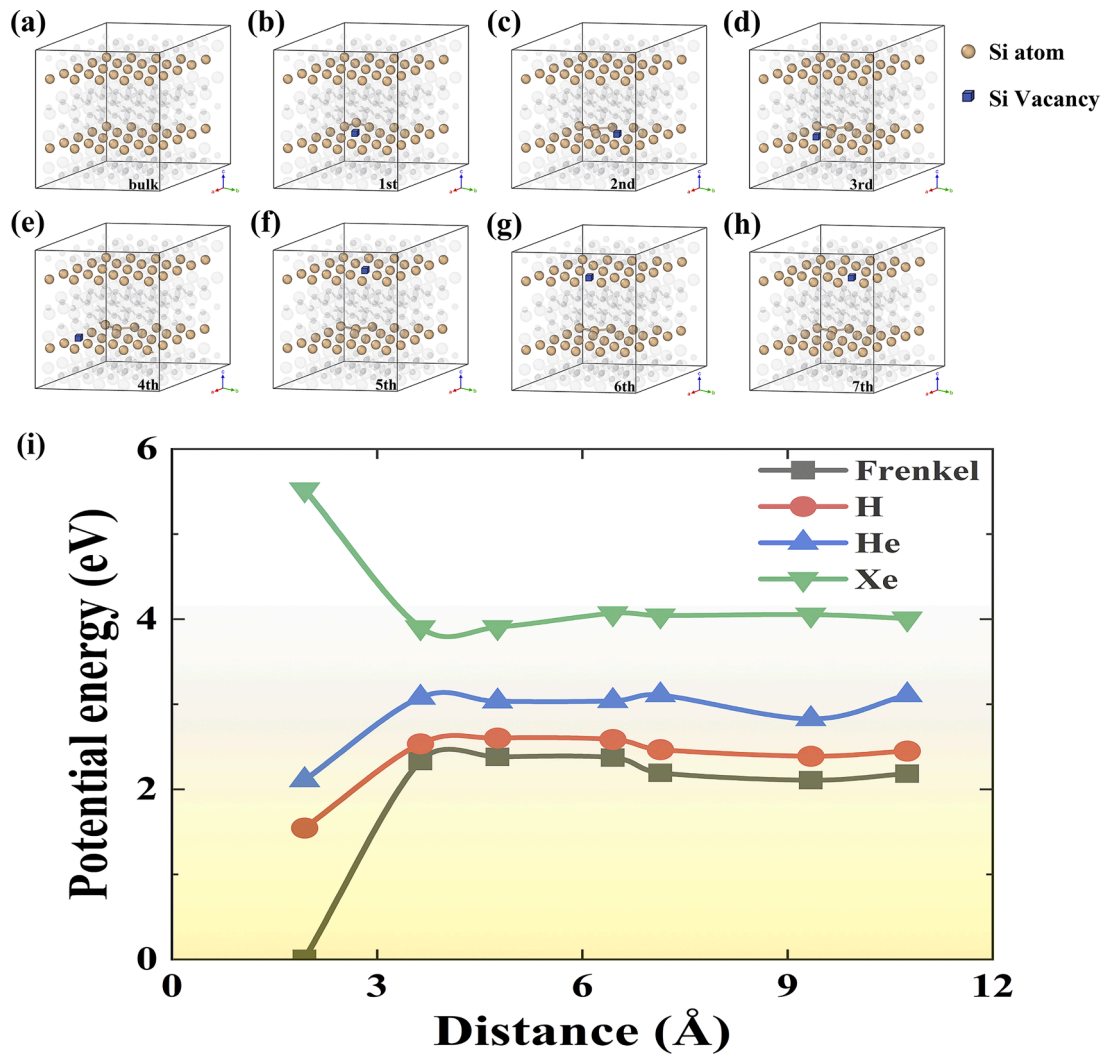 (a)
(b)
(c)
(d)
Si atom
Si Vacancy
bulk
1st
2nd
3rd
c
a
b
c
a
b
c
a
b
c
a
b
(e)
(f)
(g)
(h)
4th
5th
6th
7th
c
a
b
c
a
b
c
a
b
c
a
b
(i)
Potential energy (eV)
6
4
2
0
Frenkel
H
He
Xe
0
3
6
9
12
Distance (Å)